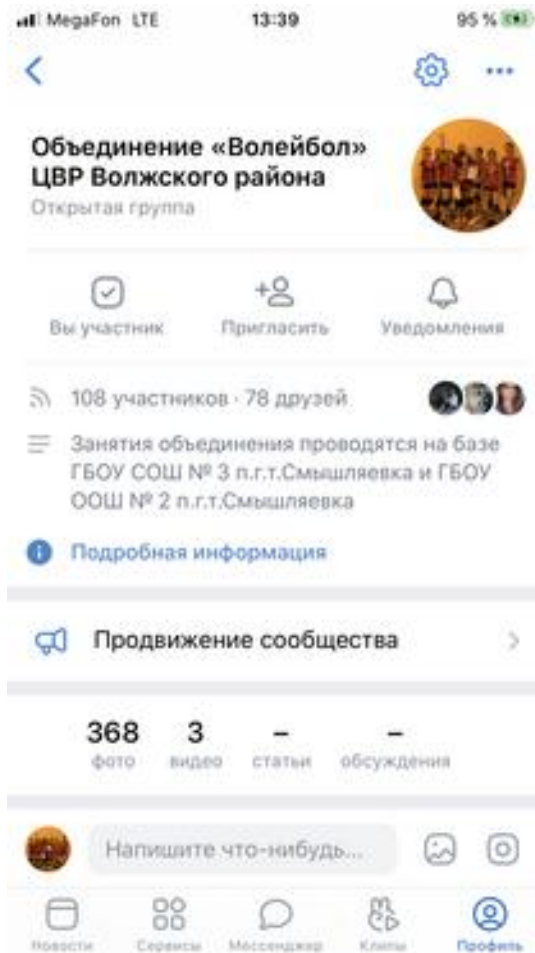 MegaFon LTE 13:39 95 %
Объединение «Волейбол»
ЦВР Волжского района
Открытая группа
Вы участник Пригласить Уведомления
108 участников · 78 друзей
Занятия объединения проводятся на базе
ГБОУ СОШ № 3 п.г.т.Смышляевка и ГБОУ
ООШ № 2 п.г.т.Смышляевка
Подробная информация
Продвижение сообщества
368 3 – –
фото видео статьи обсуждения
Напишите что-нибудь...
Новости Сервисы Мессенджер Клипы Профиль